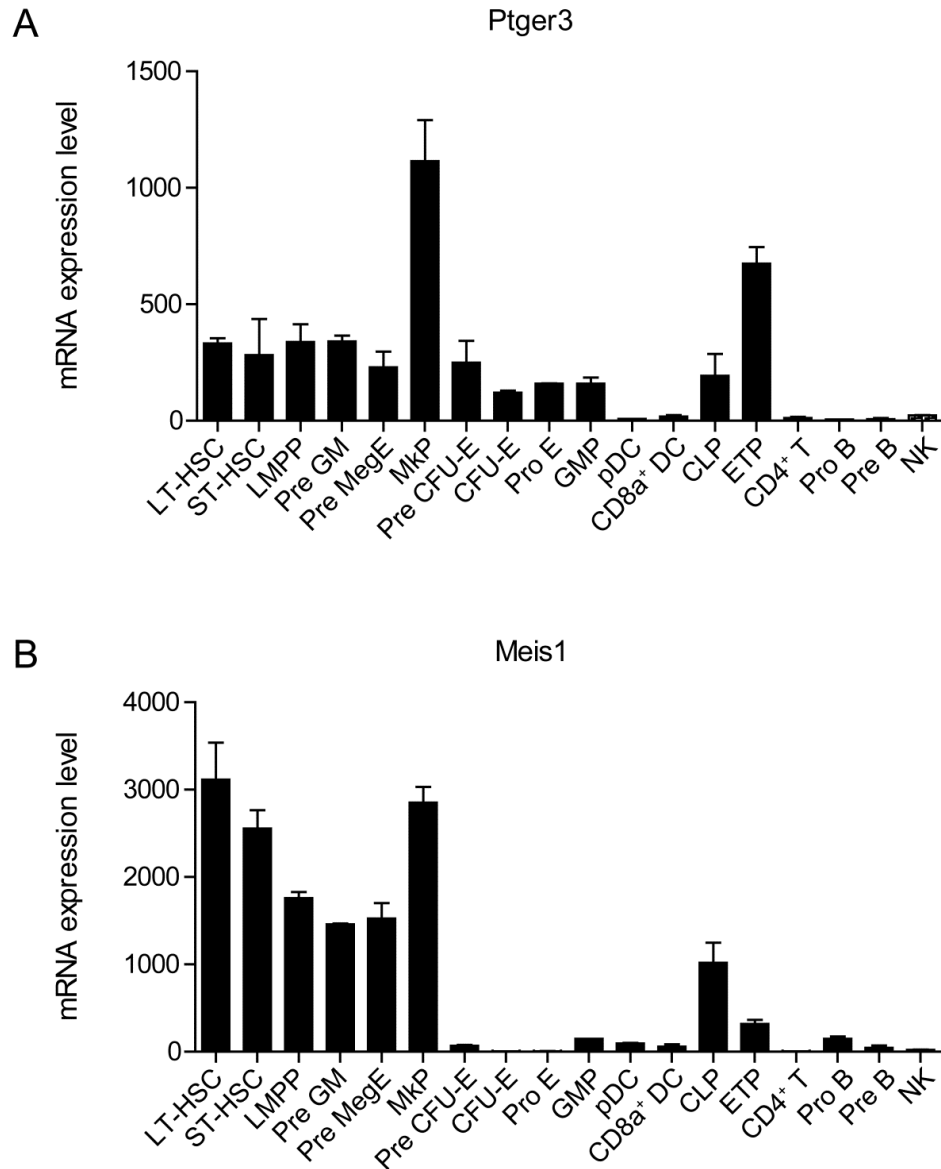 A
Ptger3
mRNA expression level
1500
1000
500
0
LT-HSC
ST-HSC
LMPP
Pre GM
Pre MegE
MkP
Pre CFU-E
CFU-E
Pro E
GMP
pDC
CD8a⁺ DC
CLP
ETP
CD4⁺ T
Pro B
Pre B
NK
B
Meis1
mRNA expression level
4000
3000
2000
1000
0
LT-HSC
ST-HSC
LMPP
Pre GM
Pre MegE
MkP
Pre CFU-E
CFU-E
Pro E
GMP
pDC
CD8a⁺ DC
CLP
ETP
CD4⁺ T
Pro B
Pre B
NK